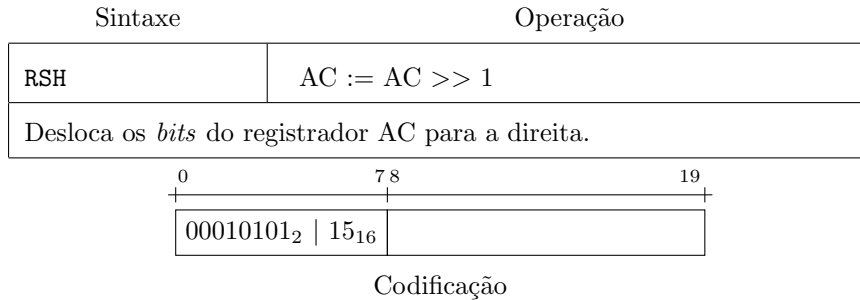 Sintaxe Operação
RSH AC := AC >> 1
Desloca os bits do registrador AC para a direita.
0 7 8 19
00010101₂ | 15₁₆
Codificação